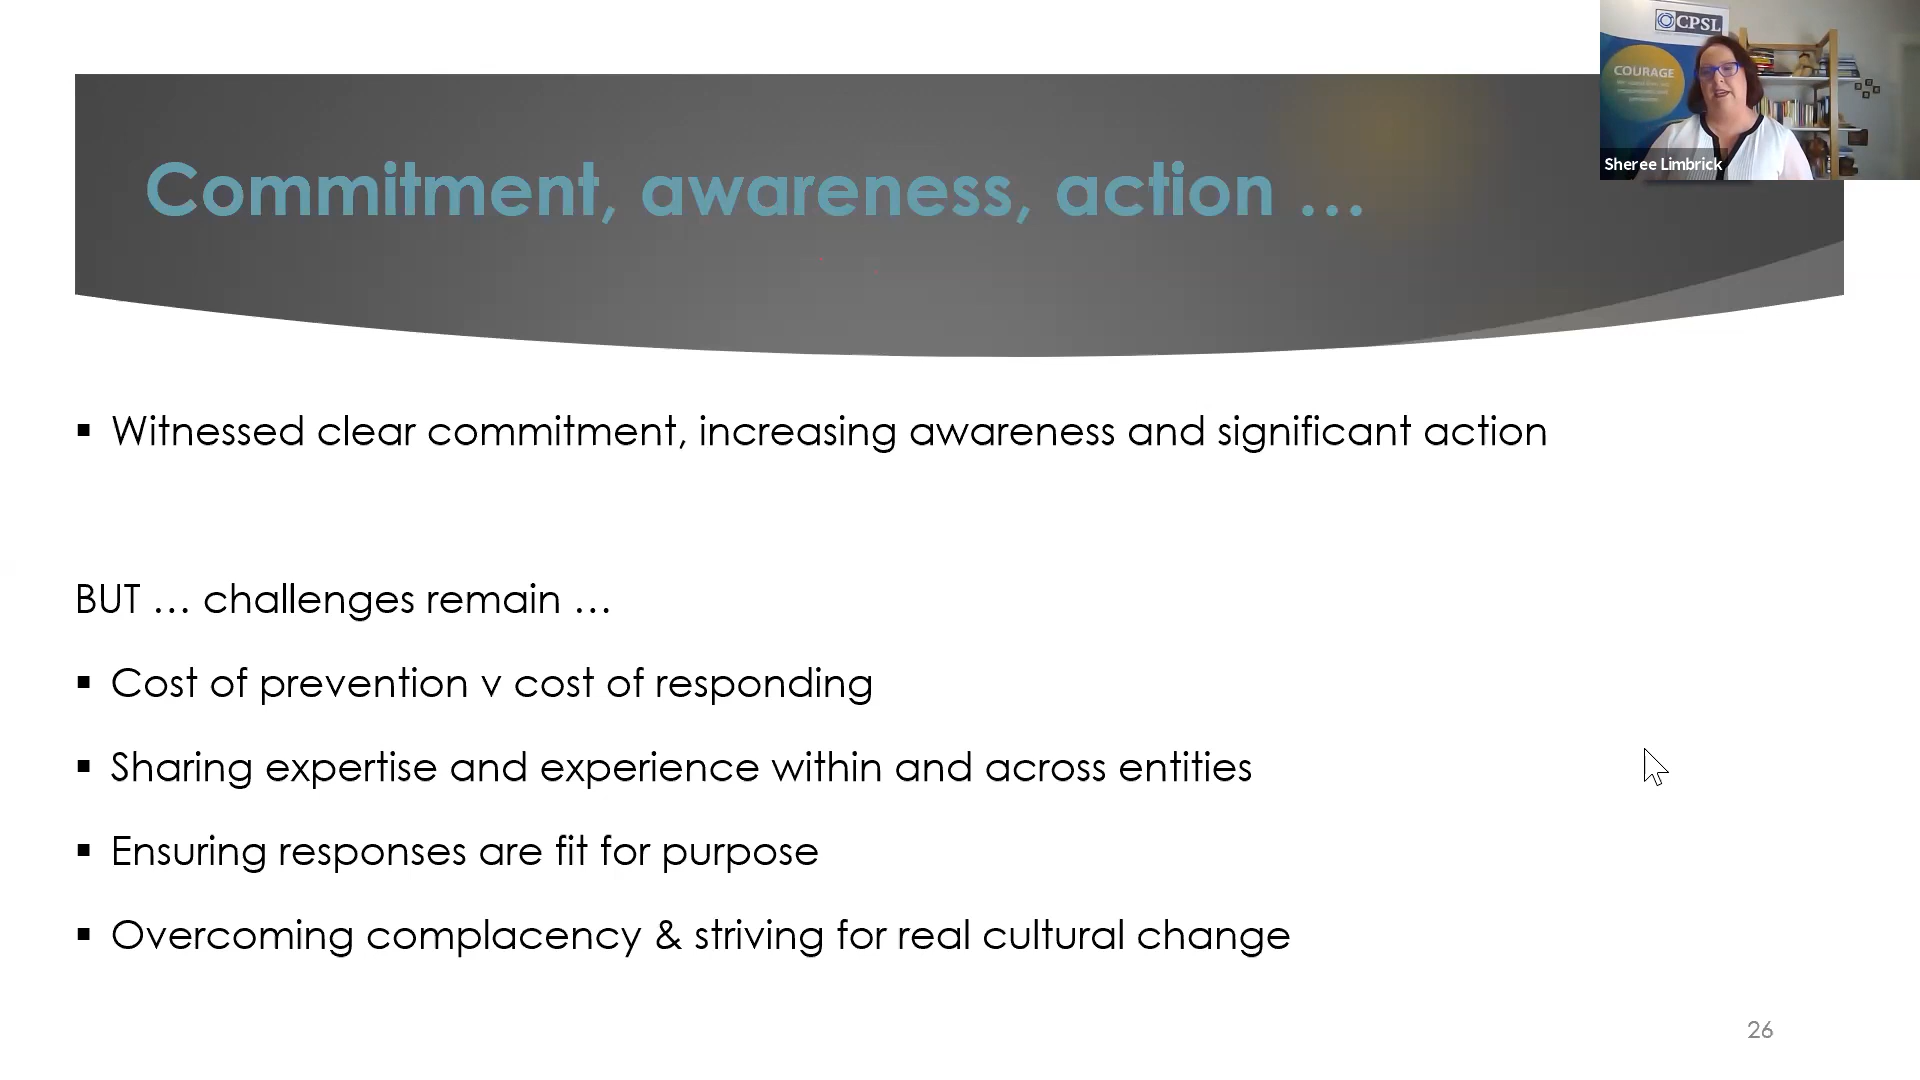 CPSL
COURAGE
Sheree Limbrick
Commitment, awareness, action …
▪ Witnessed clear commitment, increasing awareness and significant action
BUT … challenges remain …
▪ Cost of prevention v cost of responding
▪ Sharing expertise and experience within and across entities
▪ Ensuring responses are fit for purpose
▪ Overcoming complacency & striving for real cultural change
26